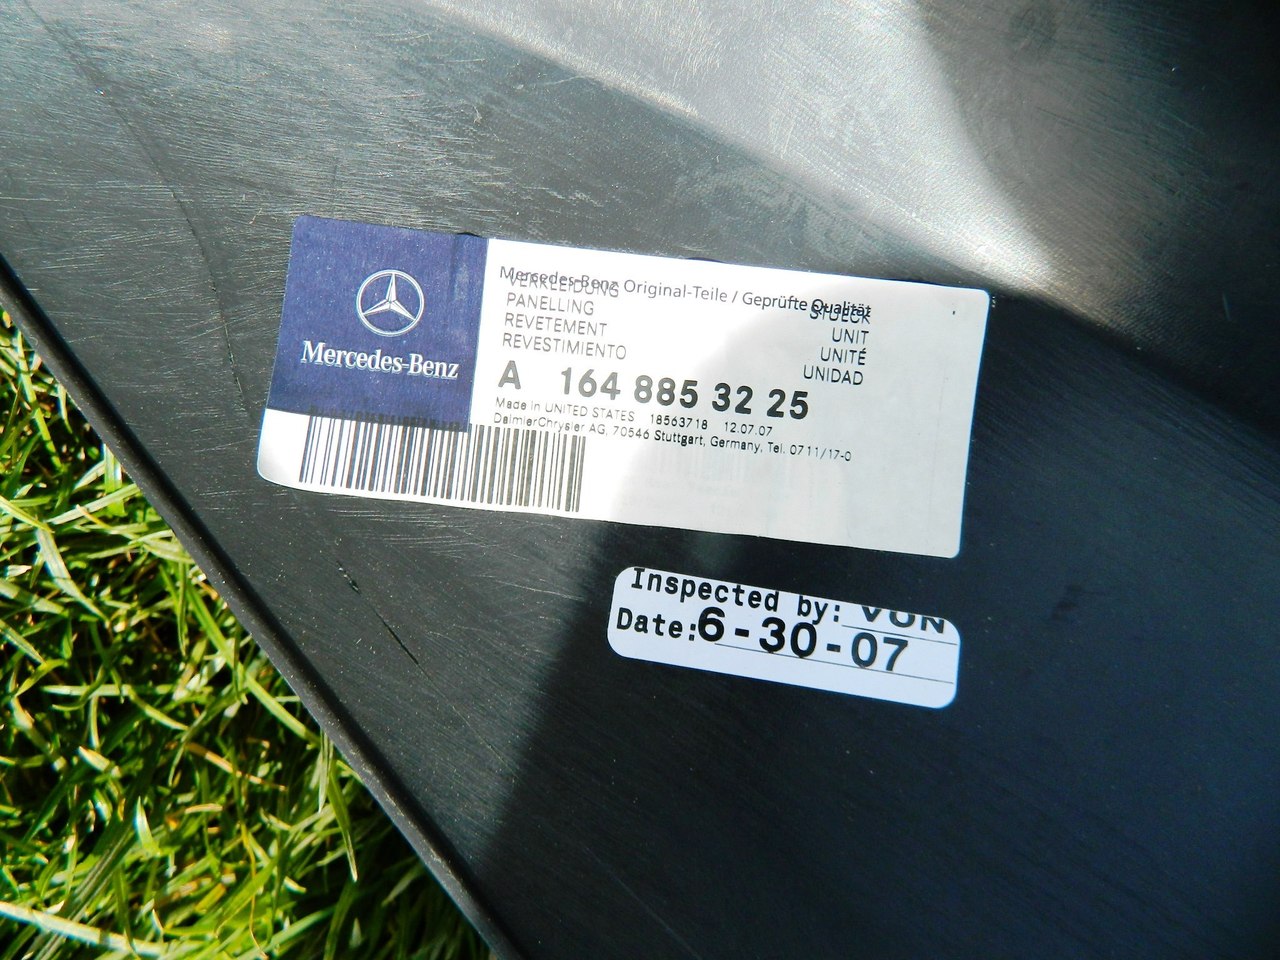 Mercedes-Benz
Mercedes-Benz Original-Teile / Geprüfte Qualität
VERKLEIDUNG STUECK
PANELLING UNIT
REVETEMENT UNITÉ
REVESTIMIENTO UNIDAD
A 164 885 32 25
Made in UNITED STATES 18563718 12.07.07
DaimlerChrysler AG, 70546 Stuttgart, Germany, Tel. 0711/17-0
Inspected by: VON
Date: 6-30-07